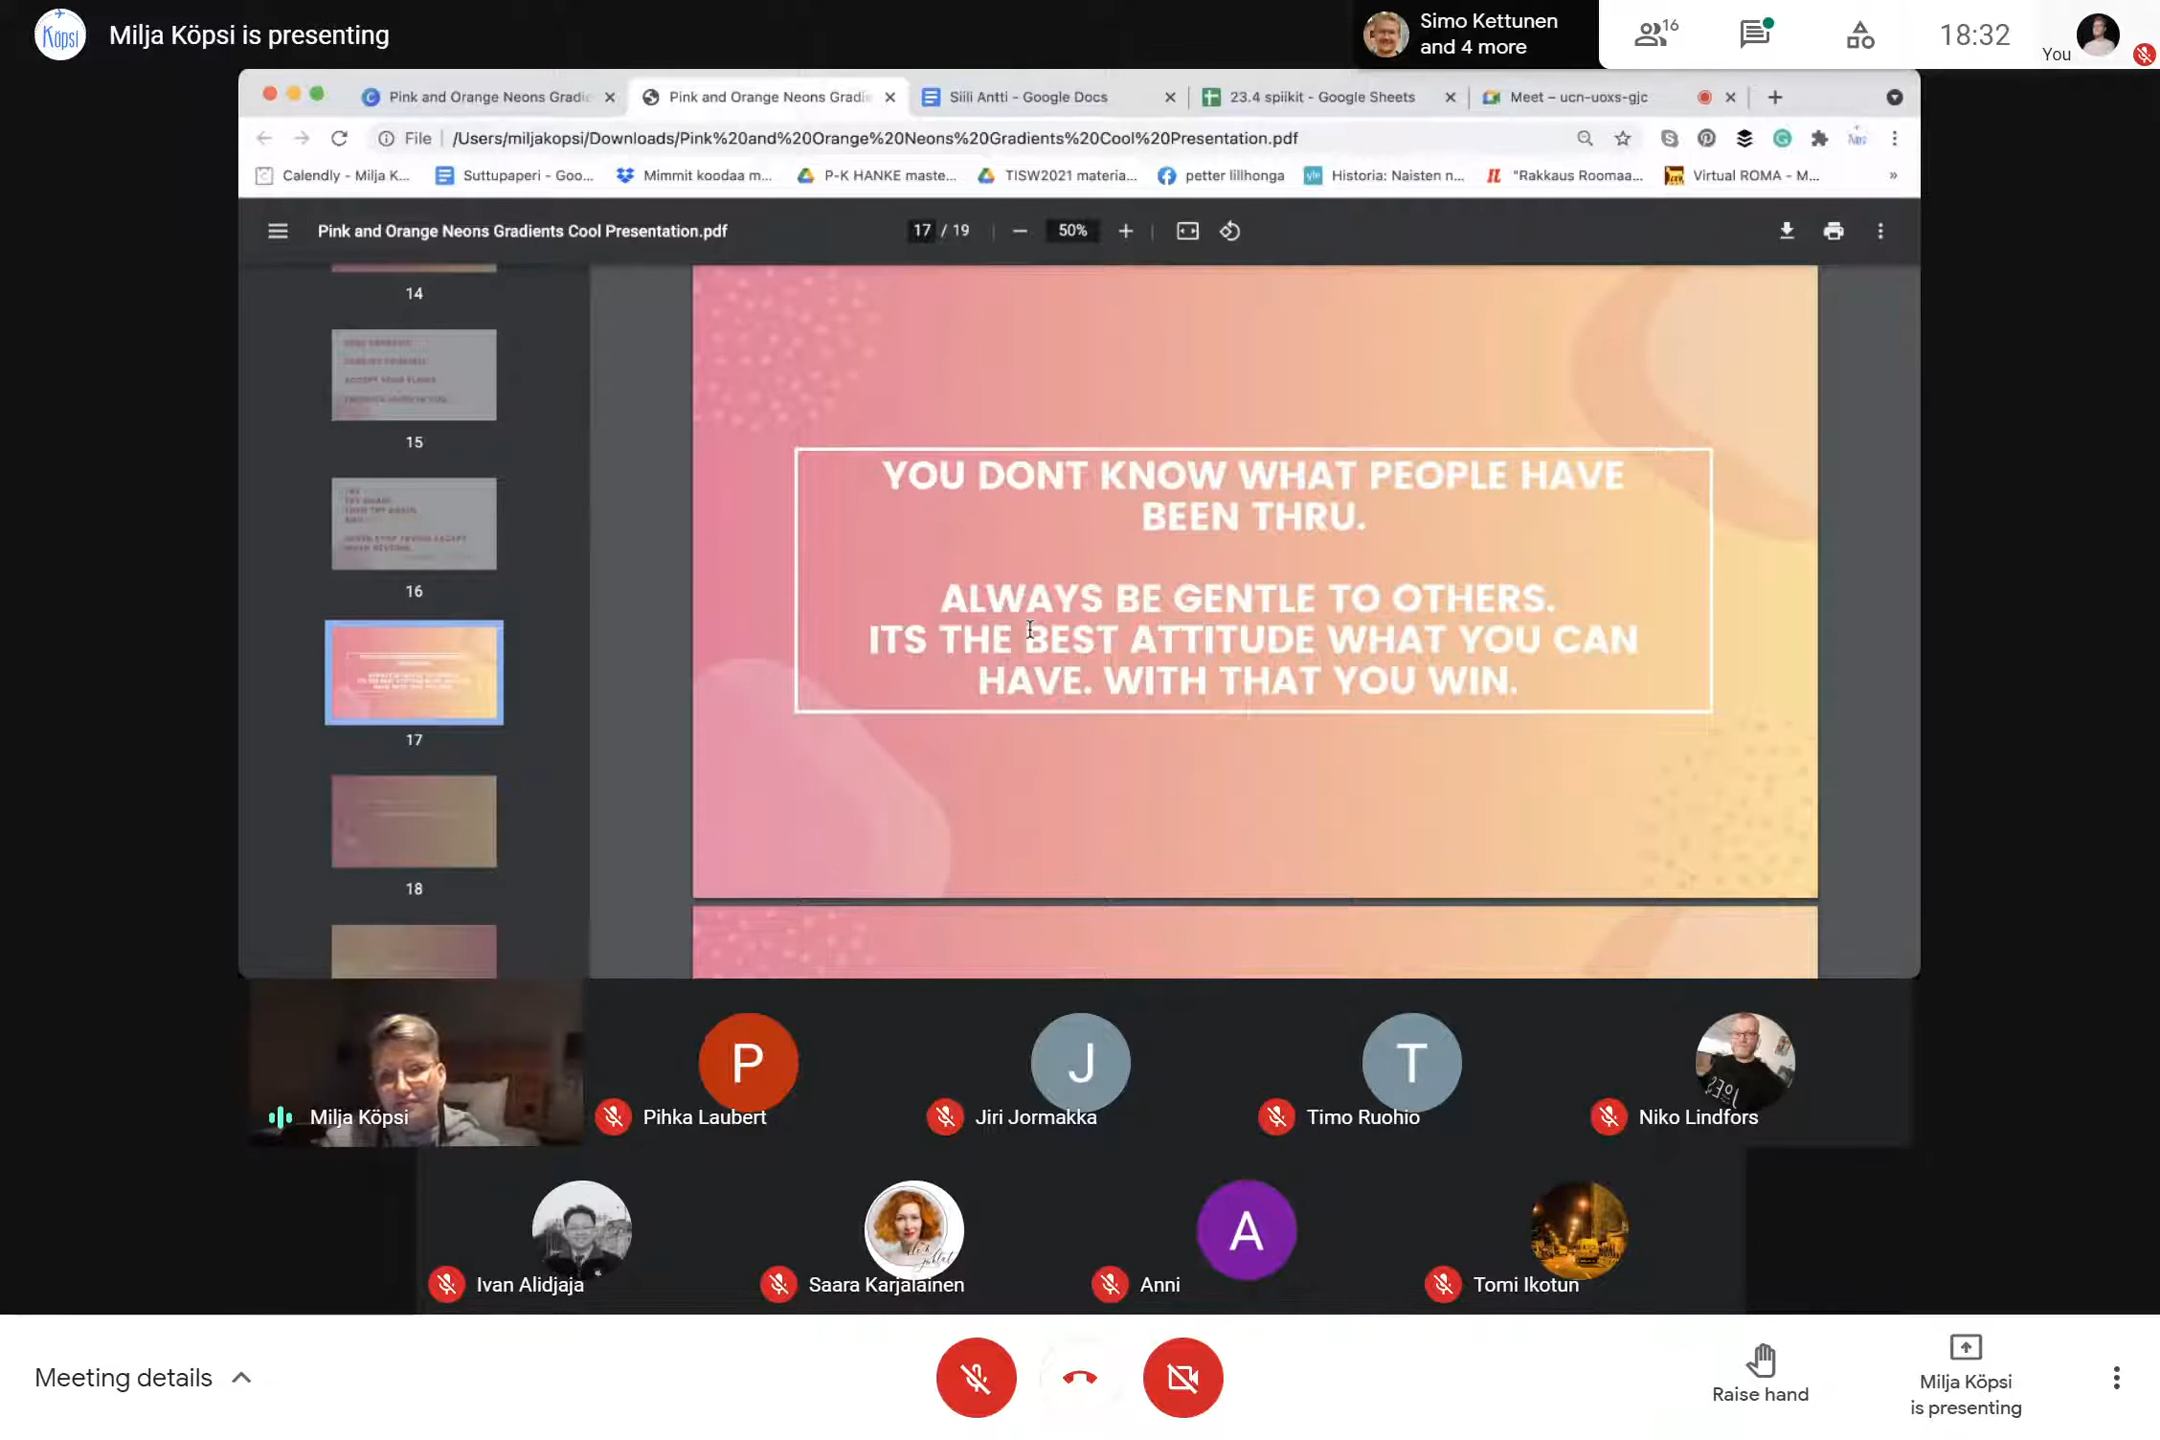 Köpsi
Milja Köpsi is presenting
Simo Kettunen
and 4 more
16
18:32
You
Pink and Orange Neons Gradie
Pink and Orange Neons Gradie
Siili Antti - Google Docs
23.4 spiikit - Google Sheets
Meet – ucn-uoxs-gjc
File
/Users/miljakopsi/Downloads/Pink%20and%20Orange%20Neons%20Gradients%20Cool%20Presentation.pdf
Calendly - Milja K...
Suttupaperi - Goo...
Mimmit koodaa m...
P-K HANKE maste...
TISW2021 materia...
petter lillhonga
yle
Historia: Naisten n...
"Rakkaus Roomaa...
Virtual ROMA - M...
»
Pink and Orange Neons Gradients Cool Presentation.pdf
17 / 19
50%
14
15
16
17
18
YOU DONT KNOW WHAT PEOPLE HAVE
BEEN THRU.
ALWAYS BE GENTLE TO OTHERS.
ITS THE BEST ATTITUDE WHAT YOU CAN
HAVE. WITH THAT YOU WIN.
Milja Köpsi
P
Pihka Laubert
J
Jiri Jormakka
T
Timo Ruohio
Niko Lindfors
Ivan Alidjaja
Saara Karjalainen
A
Anni
Tomi Ikotun
Meeting details
Raise hand
Milja Köpsi
is presenting